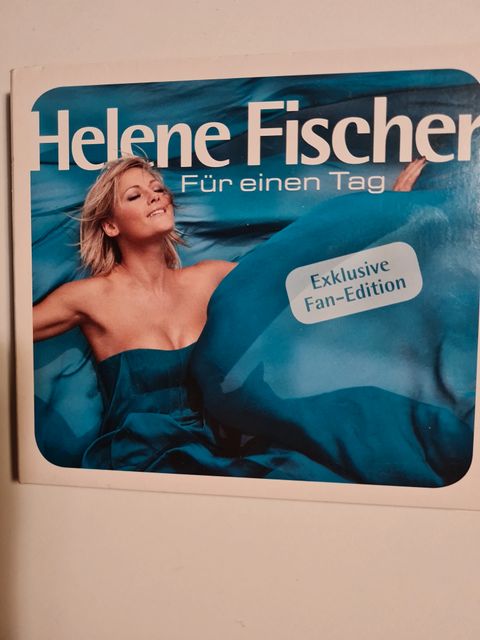 Helene Fischer
Für einen Tag
Exklusive
Fan-Edition